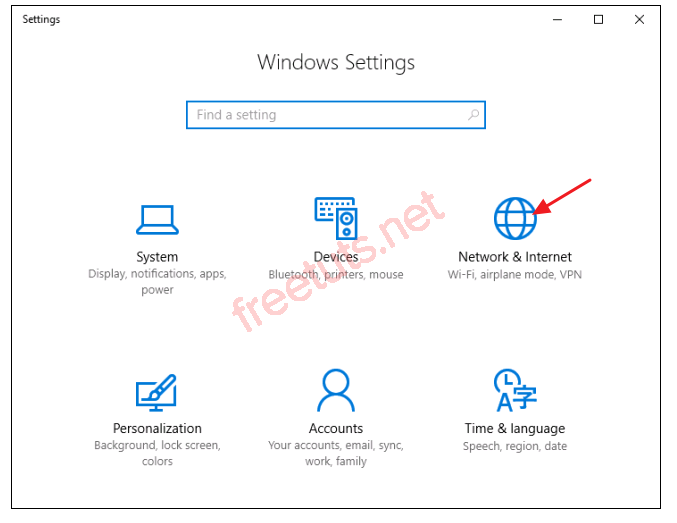 Settings
Windows Settings
Find a setting
System
Display, notifications, apps,
power
Devices
Bluetooth, printers, mouse
Network & Internet
Wi-Fi, airplane mode, VPN
freetuts.net
Personalization
Background, lock screen,
colors
Accounts
Your accounts, email, sync,
work, family
A字
Time & language
Speech, region, date